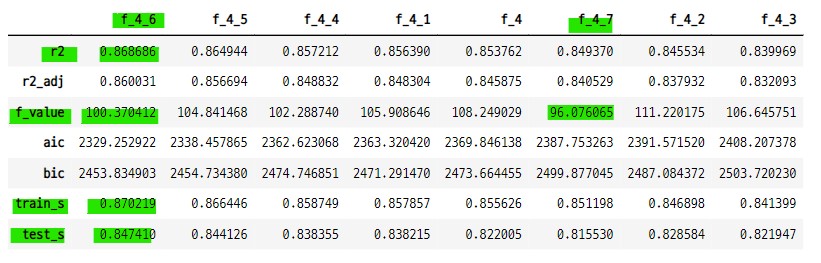 f_4_6 f_4_5 f_4_4 f_4_1 f_4 f_4_7 f_4_2 f_4_3
r2 0.868686 0.864944 0.857212 0.856390 0.853762 0.849370 0.845534 0.839969
r2_adj 0.860031 0.856694 0.848832 0.848304 0.845875 0.840529 0.837932 0.832093
f_value 100.370412 104.841468 102.288740 105.908646 108.249029 96.076065 111.220175 106.645751
aic 2329.252922 2338.457865 2362.623068 2363.320420 2369.846138 2387.753263 2391.571520 2408.207378
bic 2453.834903 2454.734380 2474.746851 2471.291470 2473.664455 2499.877045 2487.084372 2503.720230
train_s 0.870219 0.866446 0.858749 0.857857 0.855626 0.851198 0.846898 0.841399
test_s 0.847410 0.844126 0.838355 0.838215 0.822005 0.815530 0.828584 0.821947